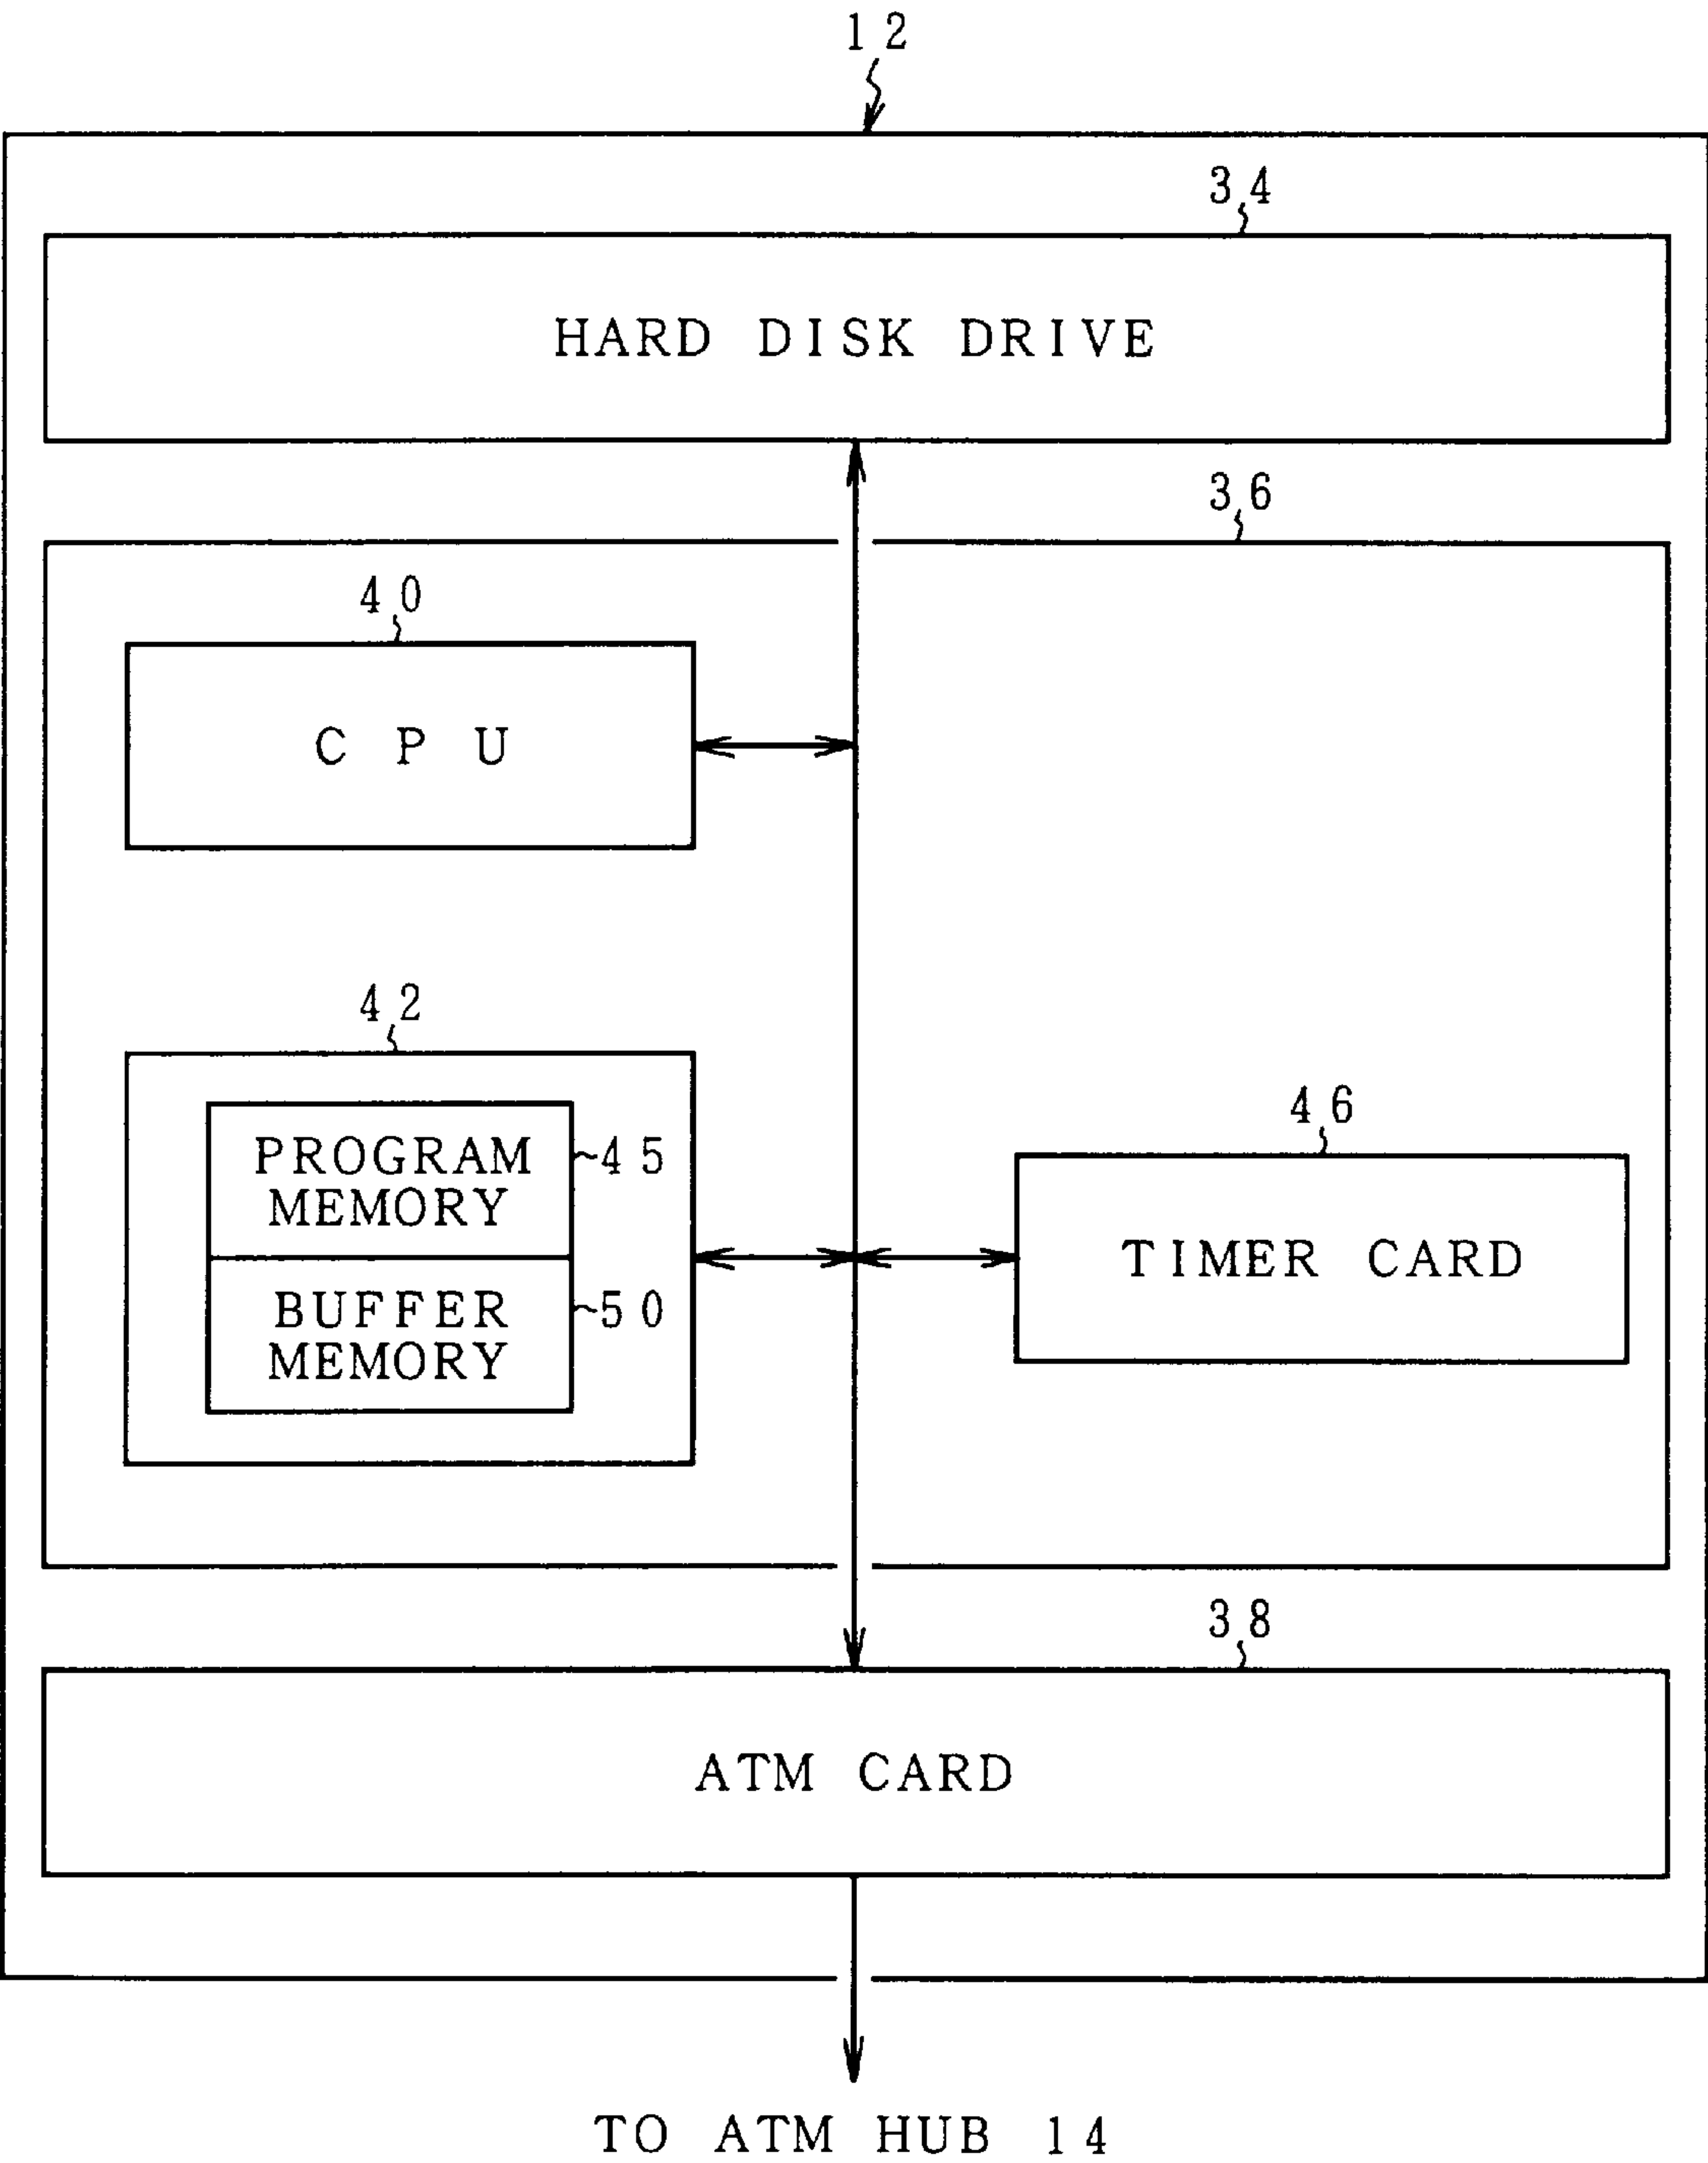 12
34
HARD DISK DRIVE
36
40
CPU
42
46
PROGRAM
MEMORY
45
TIMER CARD
BUFFER
MEMORY
50
38
ATM CARD
TO ATM HUB 14